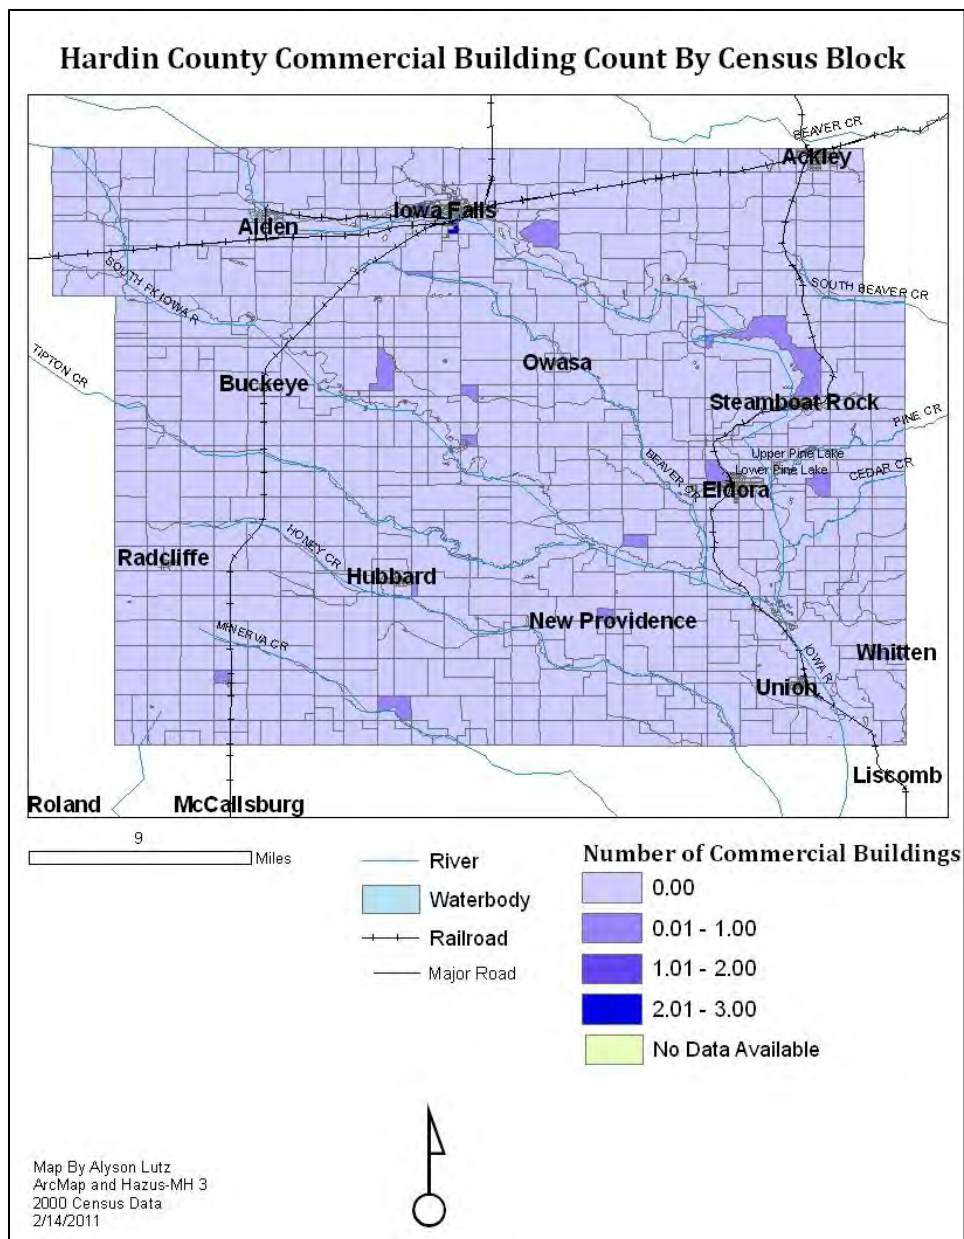 Hardin County Commercial Building Count By Census Block
BEAVER CR
Ackley
Iowa Falls
Alden
SOUTH FK IOWA R
SOUTH BEAVER CR
TIPTON CR
Owasa
Buckeye
Steamboat Rock
PINE CR
Upper Pine Lake
BEAVER CR
Lower Pine Lake
CEDAR CR
Eldora
HONEY CR
Radcliffe
Hubbard
New Providence
MINERVA CR
IOWA R
Whitten
Union
Liscomb
Roland
McCallsburg
9
Miles
River
Waterbody
Railroad
Major Road
Number of Commercial Buildings
0.00
0.01 - 1.00
1.01 - 2.00
2.01 - 3.00
No Data Available
Map By Alyson Lutz
ArcMap and Hazus-MH 3
2000 Census Data
2/14/2011